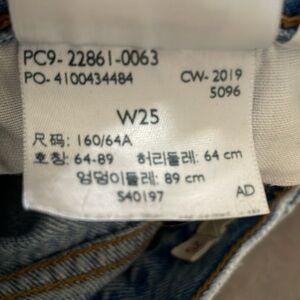 PC9- 22861-0063
PO- 4100434484 CW- 2019
5096
W25
尺码: 160/64A
호칭: 64-89 허리둘레: 64 cm
엉덩이둘레: 89 cm
S40197 AD